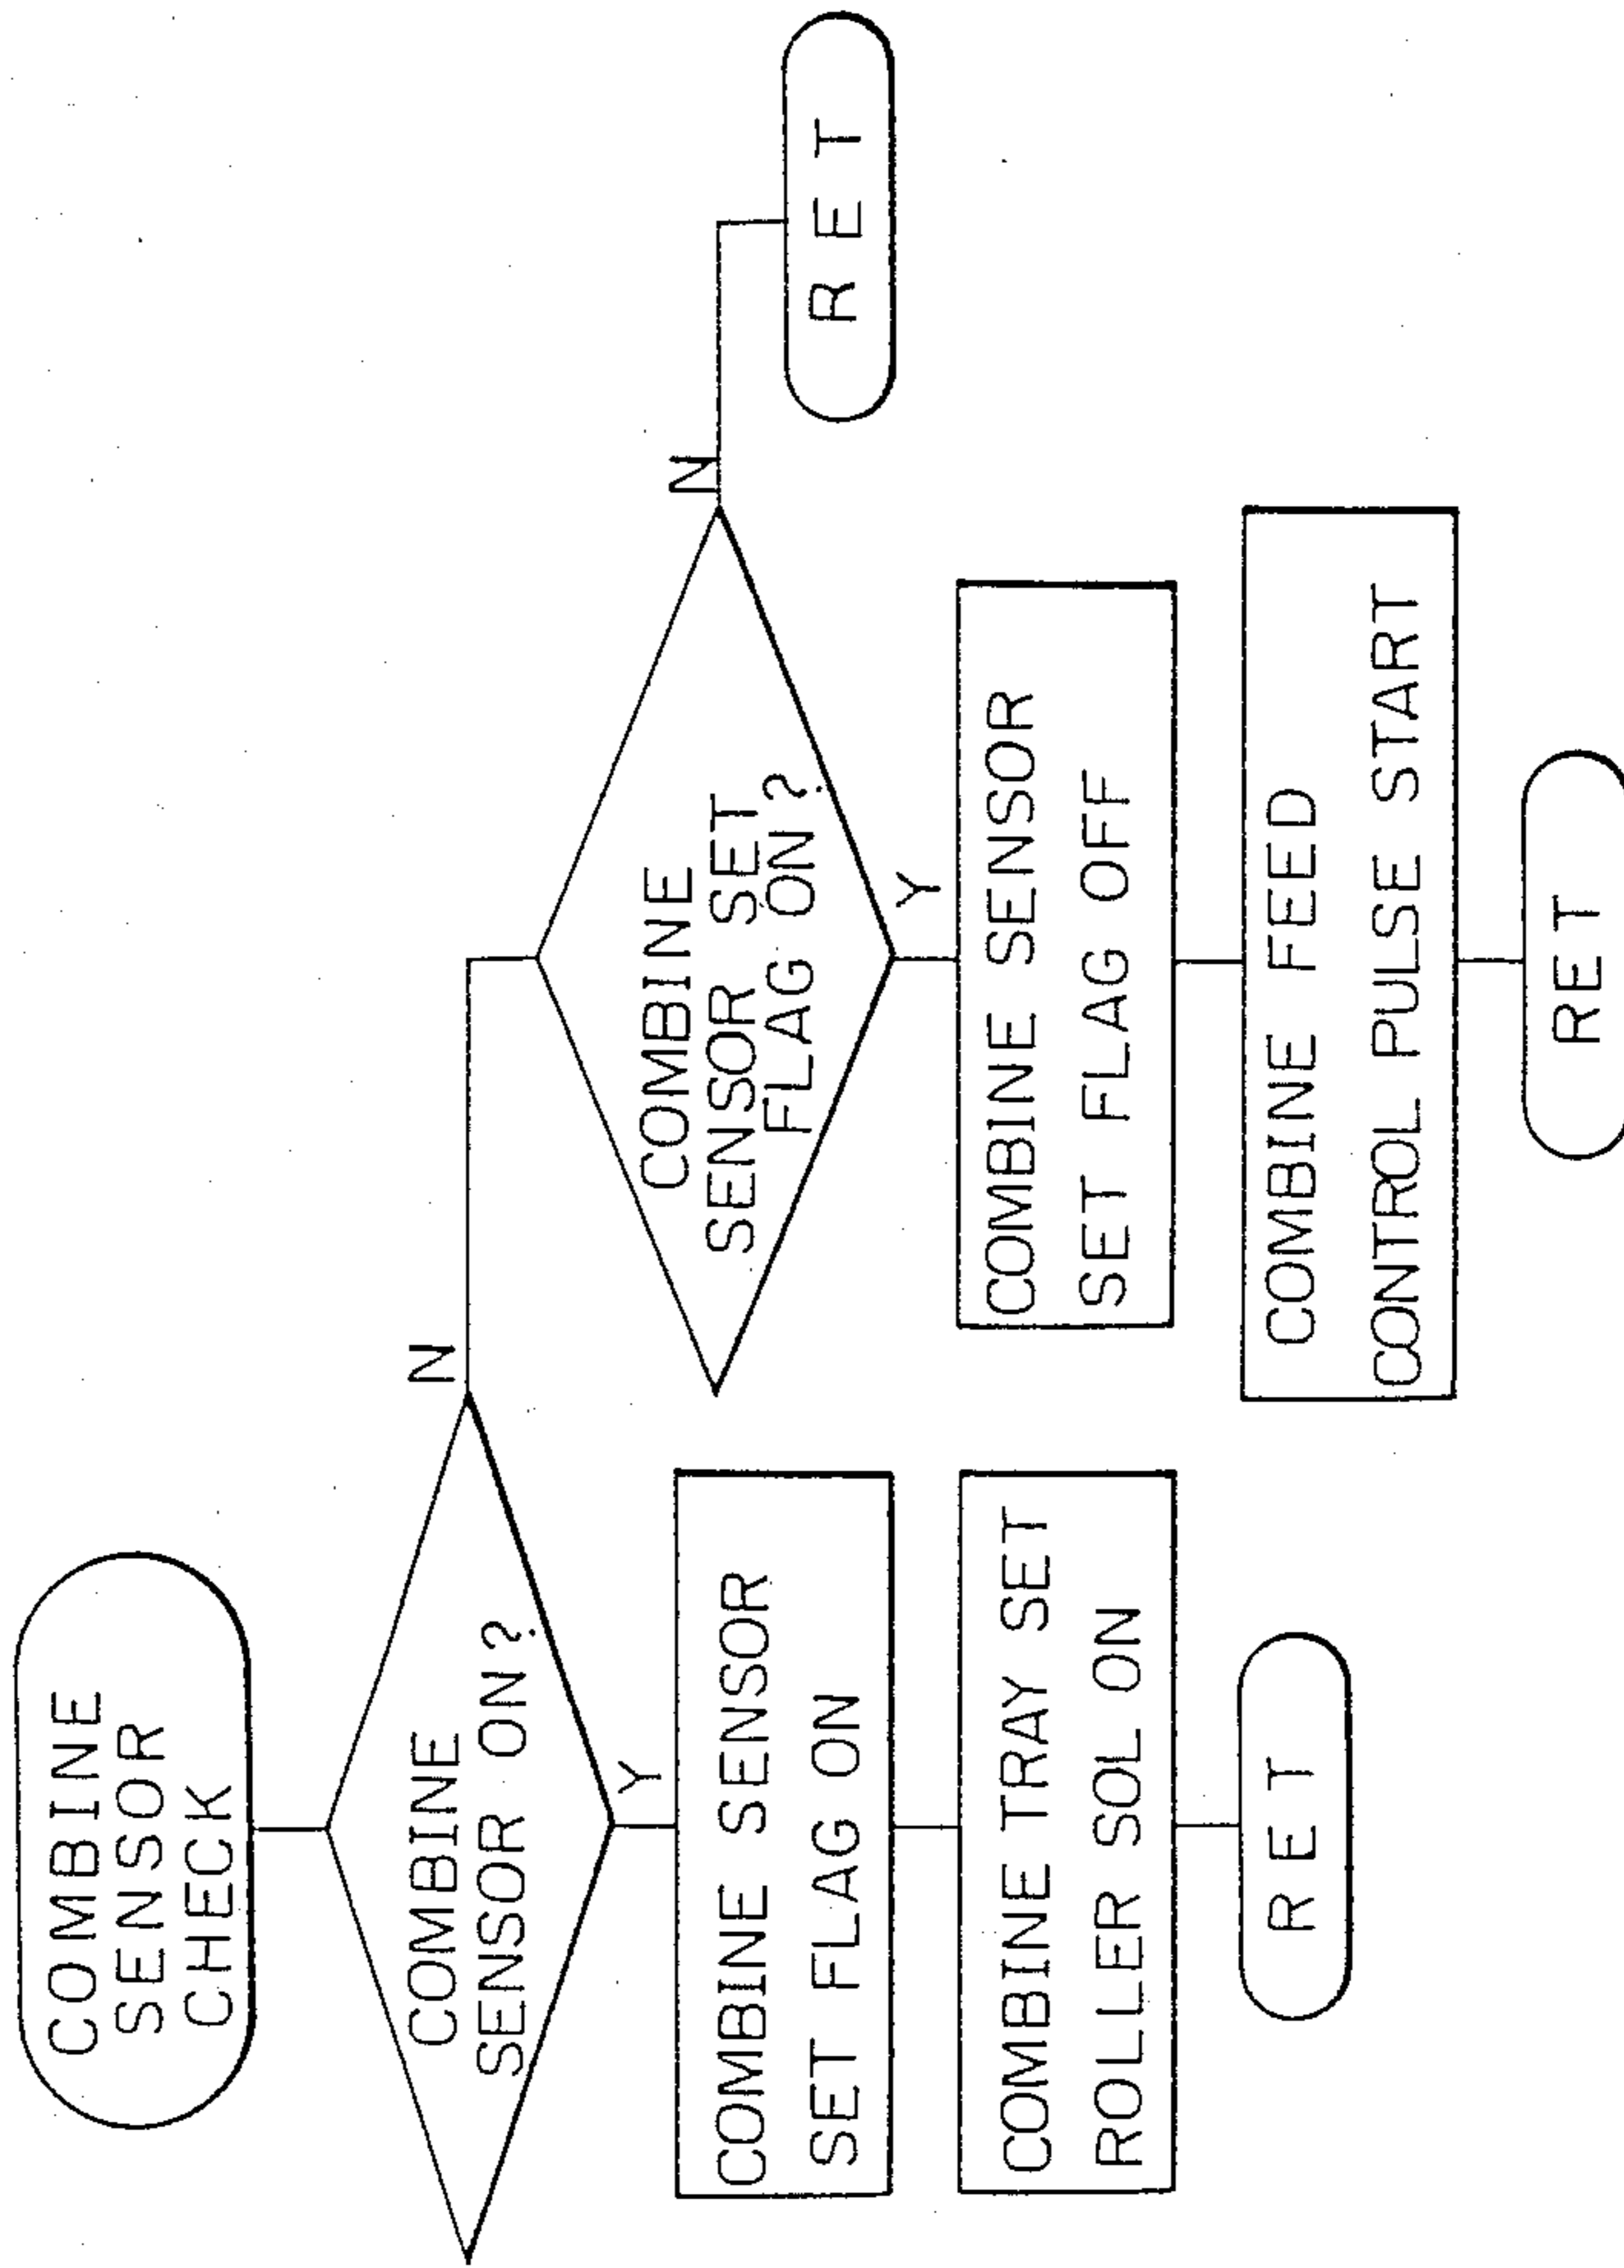 COMBINE
SENSOR
CHECK
COMBINE
SENSOR ON?
N
Y
COMBINE SENSOR
SET FLAG ON
COMBINE TRAY SET
ROLLER SOL ON
RET
COMBINE
SENSOR SET
FLAG ON?
N
Y
COMBINE SENSOR
SET FLAG OFF
COMBINE FEED
CONTROL PULSE START
RET
RET